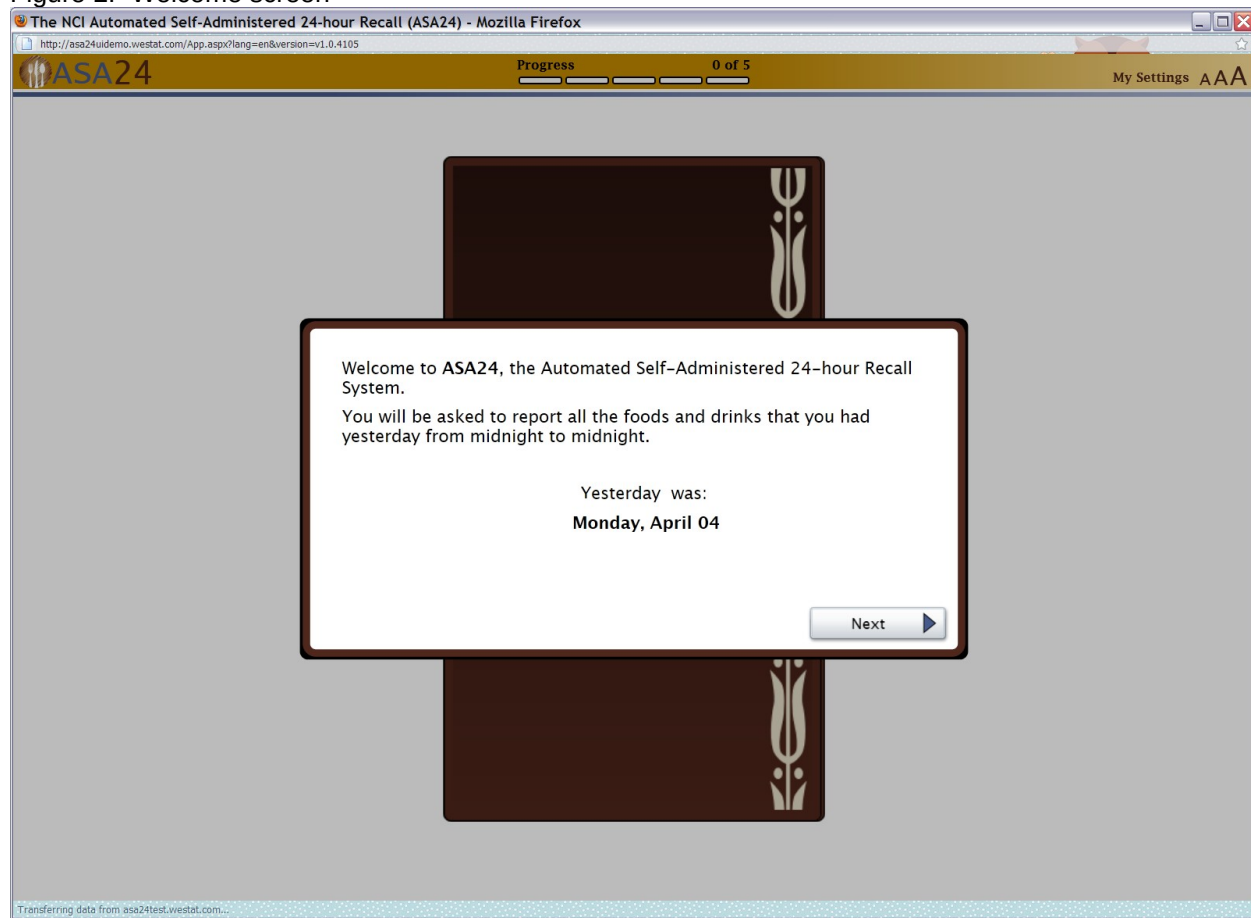 Figure 2. Welcome screen
The NCI Automated Self-Administered 24-hour Recall (ASA24) - Mozilla Firefox
http://asa24uidemo.westat.com/App.aspx?lang=en&version=v1.0.4105
ASA24
Progress 0 of 5
My Settings A A A
Welcome to ASA24, the Automated Self-Administered 24-hour Recall
System.
You will be asked to report all the foods and drinks that you had
yesterday from midnight to midnight.
Yesterday was:
Monday, April 04
Next
Transferring data from asa24test.westat.com...